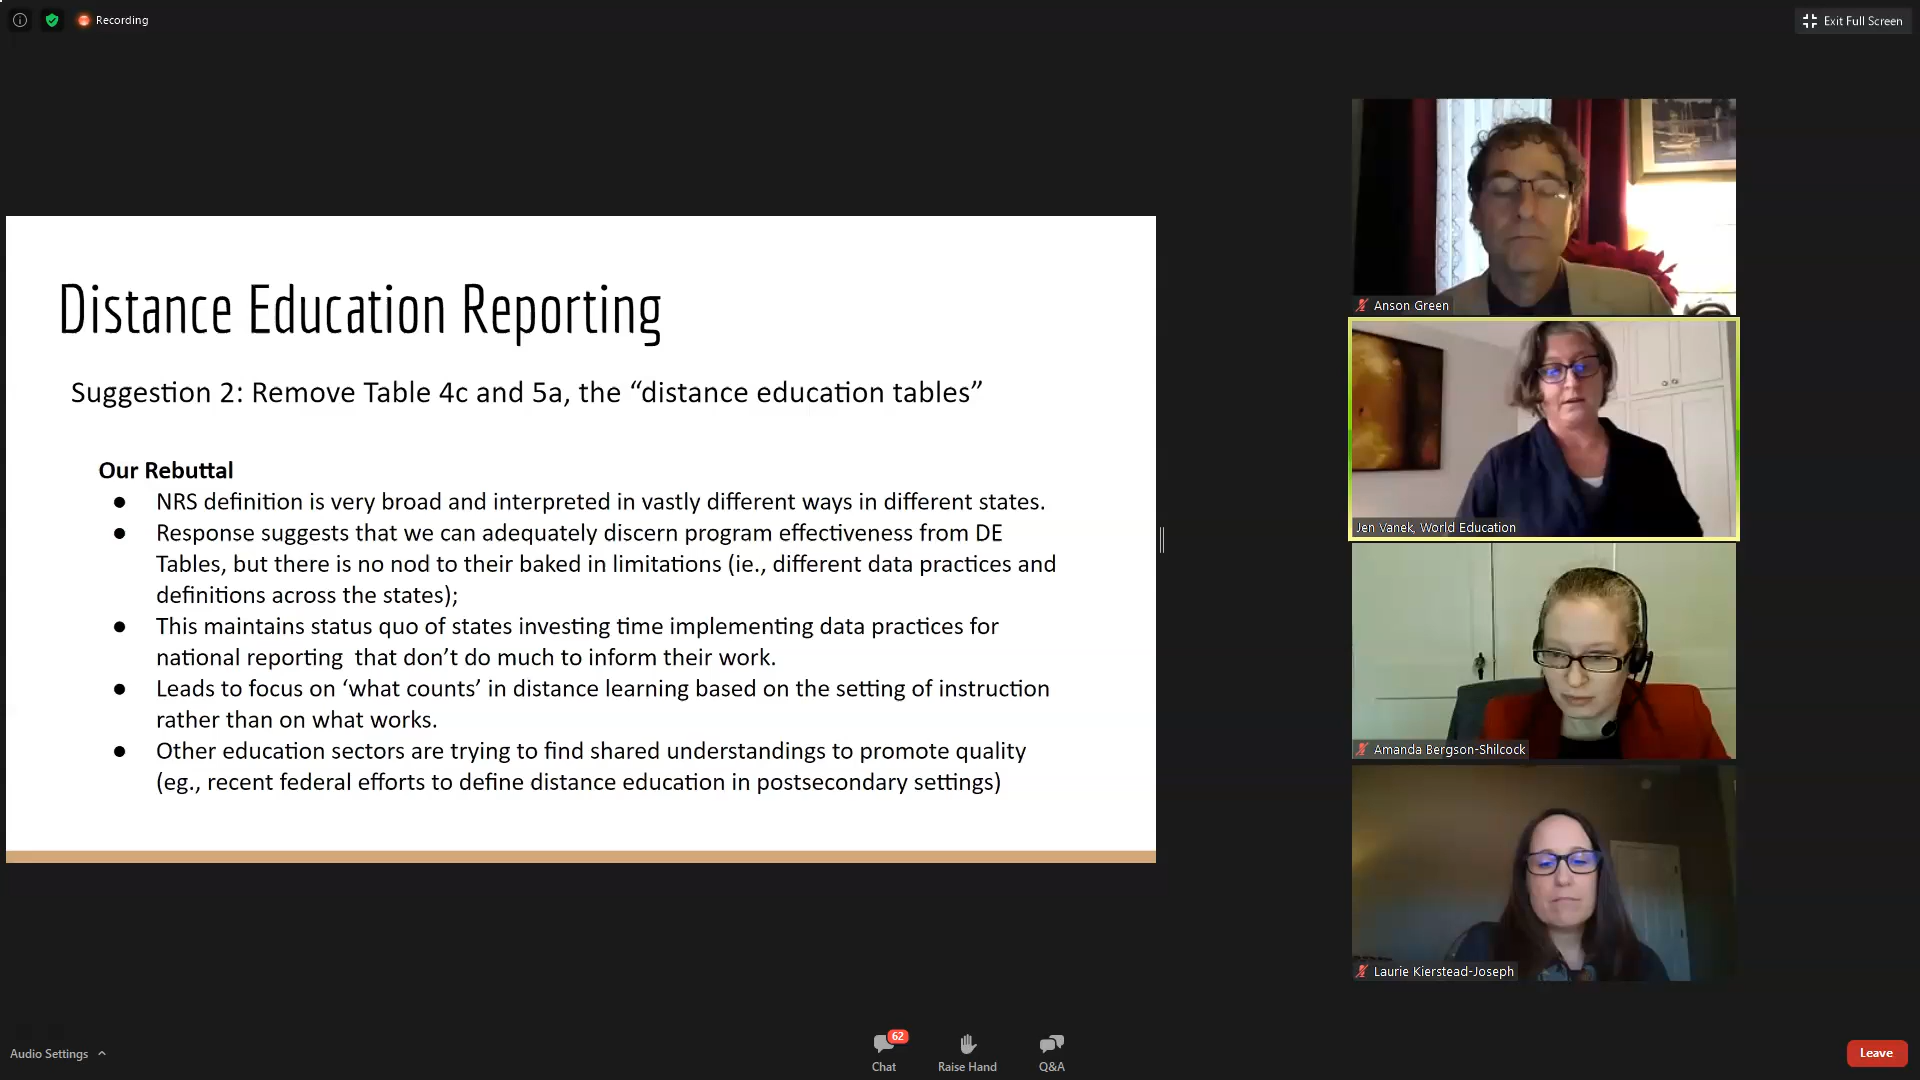 Recording
Exit Full Screen
Distance Education Reporting
Suggestion 2: Remove Table 4c and 5a, the “distance education tables”
Our Rebuttal
● NRS definition is very broad and interpreted in vastly different ways in different states.
● Response suggests that we can adequately discern program effectiveness from DE
Tables, but there is no nod to their baked in limitations (ie., different data practices and
definitions across the states);
● This maintains status quo of states investing time implementing data practices for
national reporting  that don’t do much to inform their work.
● Leads to focus on ‘what counts’ in distance learning based on the setting of instruction
rather than on what works.
● Other education sectors are trying to find shared understandings to promote quality
(eg., recent federal efforts to define distance education in postsecondary settings)
Anson Green
Jen Vanek, World Education
Amanda Bergson-Shilcock
Laurie Kierstead-Joseph
Audio Settings
62
Chat
Raise Hand
Q&A
Leave